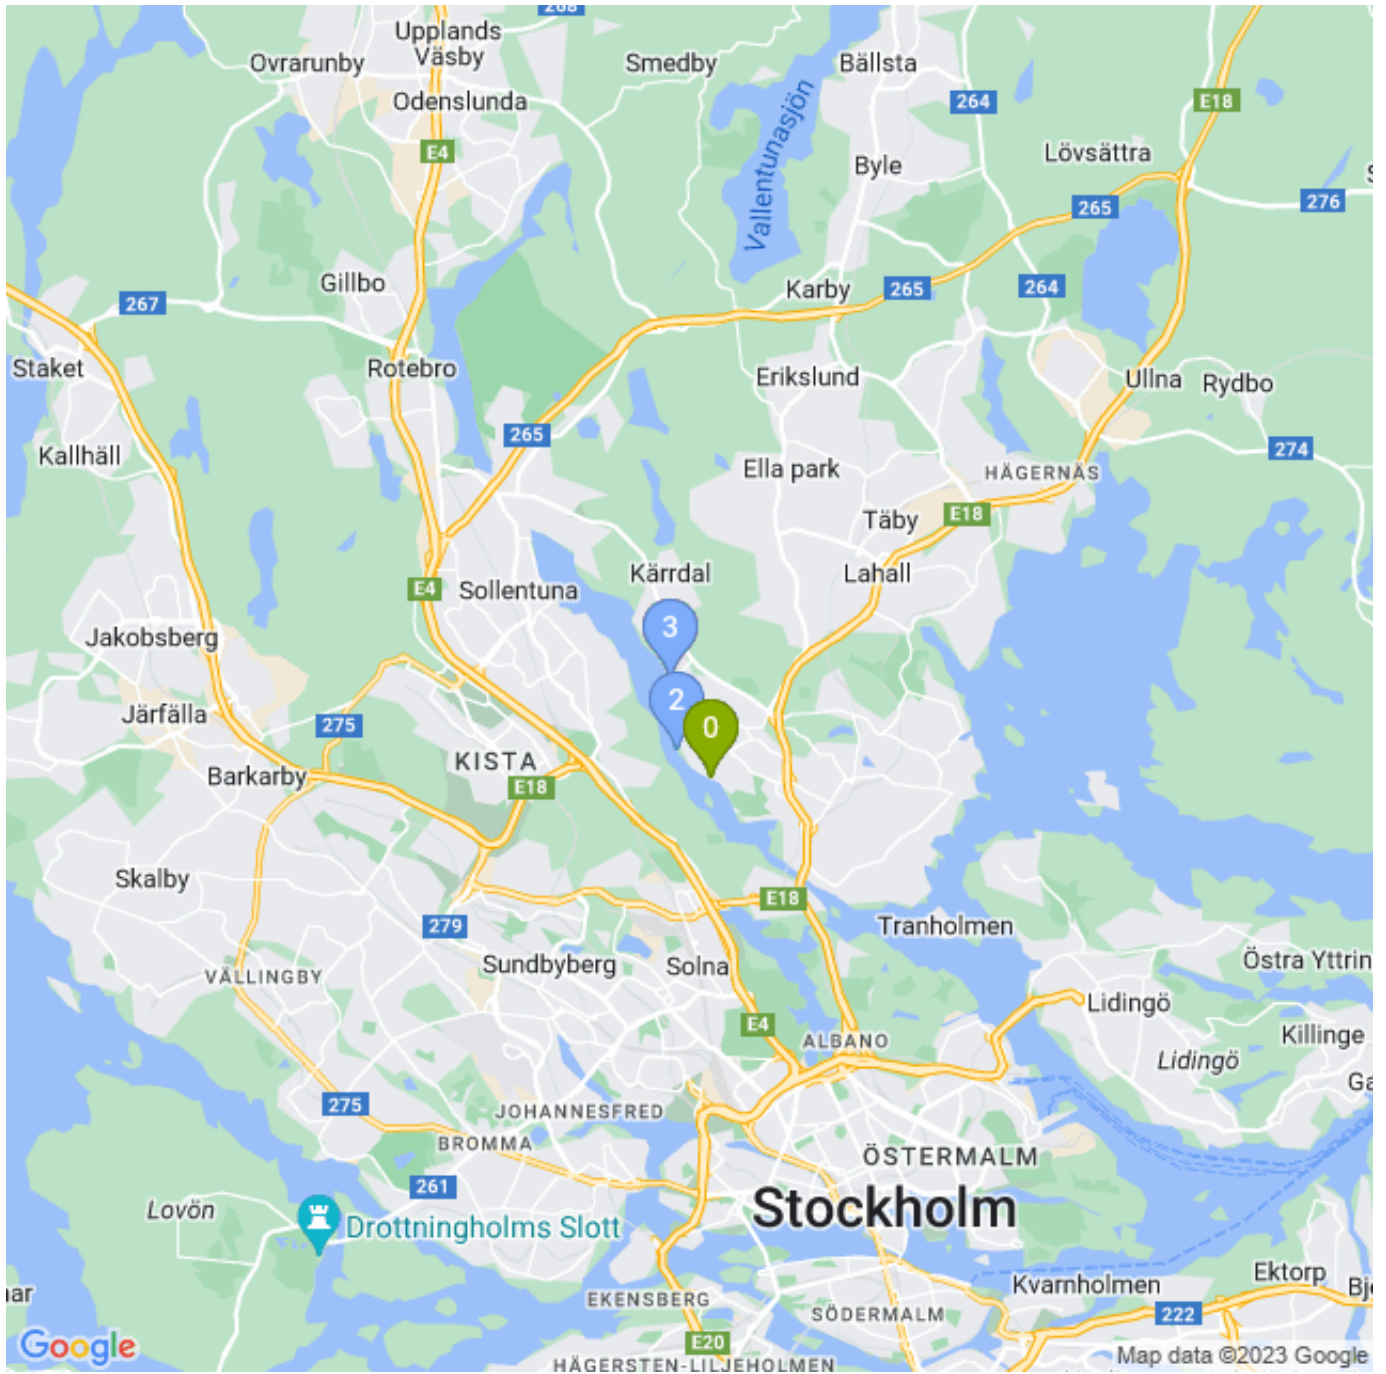 268
Upplands
Väsby
Ovrarunby
Smedby
Bällsta
Odenslunda
264
E18
Vallentunasjön
E4
Lövsättra
Byle
276
265
Gillbo
Karby
265
264
267
Staket
Rotebro
Erikslund
Ullna
Rydbo
265
274
Kallhäll
Ella park
HÄGERNÄS
Täby
E18
Kärrdal
Lahall
E4
Sollentuna
3
Jakobsberg
2
Järfälla
275
0
KISTA
Barkarby
E18
Skalby
E18
279
Tranholmen
Sundbyberg
Solna
Östra Yttrin
VÄLLINGBY
Lidingö
E4
ALBANO
Killinge
Lidingö
Ga
275
JOHANNESFRED
BROMMA
ÖSTERMALM
261
Lovön
Stockholm
Drottningholms Slott
Ektorp
Kvarnholmen
Bj
ar
EKENSBERG
SÖDERMALM
222
E20
Google
HÄGERSTEN-LILJEHOLMEN
Map data ©2023 Google